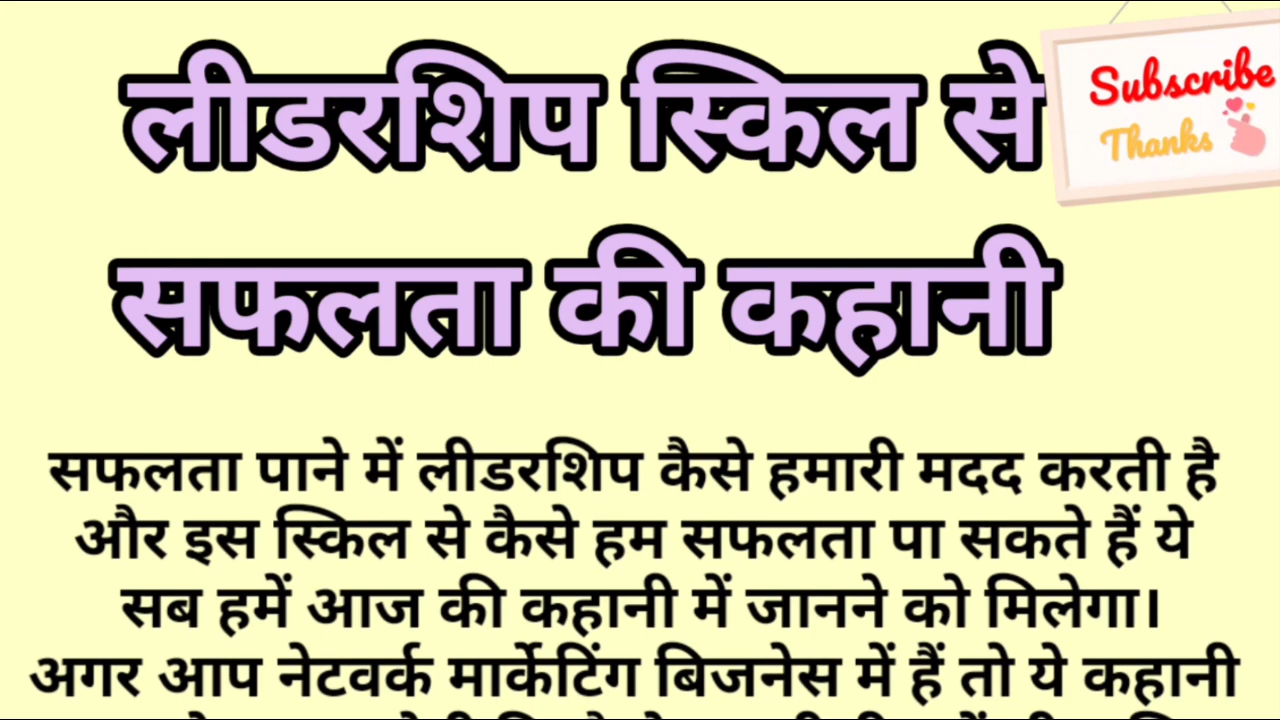 लीडरशिप स्किल से
Subscribe
Thanks
सफलता की कहानी
सफलता पाने में लीडरशिप कैसे हमारी मदद करती है
और इस स्किल से कैसे हम सफलता पा सकते हैं ये
सब हमें आज की कहानी में जानने को मिलेगा।
अगर आप नेटवर्क मार्केटिंग बिजनेस में हैं तो ये कहानी